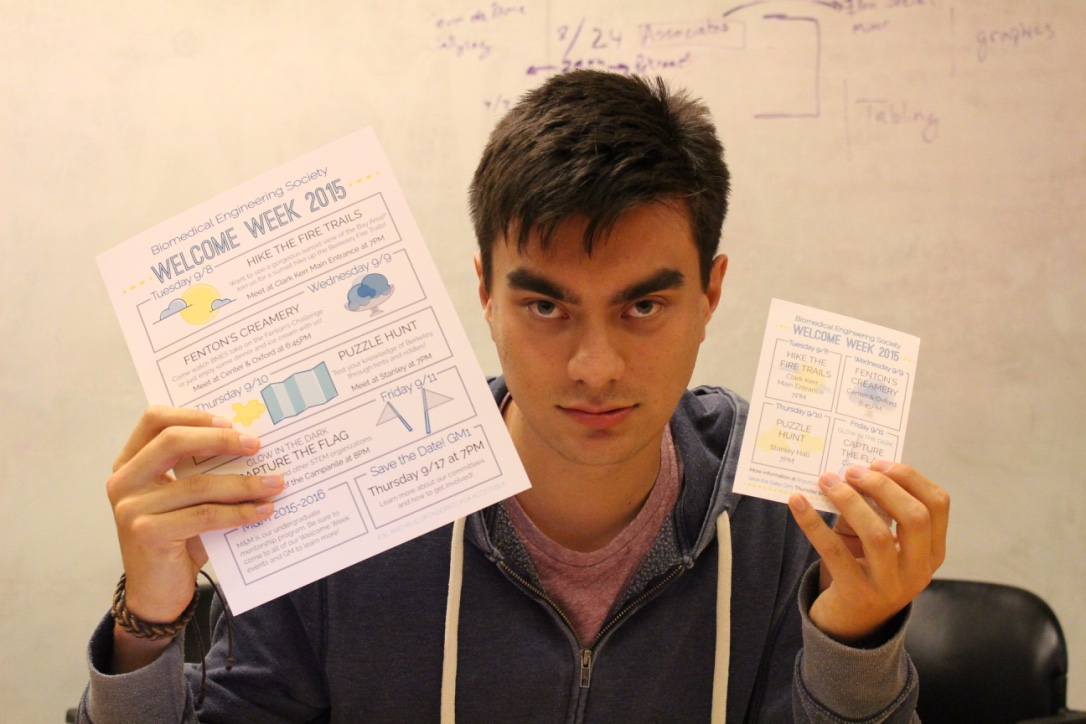 8/24 Associates
graphics
Tabling
Biomedical Engineering Society
WELCOME WEEK 2015
Tuesday 9/8
HIKE THE FIRE TRAILS
Want to see a gorgeous sunset view of the Bay Area?
Join us for a sunset hike up the Berkeley Fire Trails!
Meet at Clark Kerr Main Entrance at 7PM
Wednesday 9/9
FENTON'S CREAMERY
Come watch BMES take on the Fenton's Challenge
or just enjoy some dinner and ice cream with us!
Meet at Center & Oxford at 6:45PM
Thursday 9/10
PUZZLE HUNT
Test your knowledge of Berkeley
through hunts and riddles!
Meet at Stanley at 7PM
Friday 9/11
GLOW IN THE DARK
CAPTURE THE FLAG
and other STEM organizations
of the Campanile at 8PM
Save the Date! GM1
Thursday 9/17 at 7PM
Learn more about our committees
and how to get involved!
M&M 2015-2016
M&M is our undergraduate
mentorship program. Be sure to
come to all of our Welcome Week
events and GM to learn more!
Biomedical Engineering Society
WELCOME WEEK 2015
Tuesday 9/8
HIKE THE
FIRE TRAILS
Clark Kerr
Main Entrance
7PM
Wednesday 9/9
FENTON'S
CREAMERY
Center & Oxford
6:45PM
Thursday 9/10
PUZZLE
HUNT
Stanley Hall
7PM
Friday 9/11
GLOW IN THE DARK
CAPTURE
THE FLA
More information at
Save the Date: GM1, Thursday